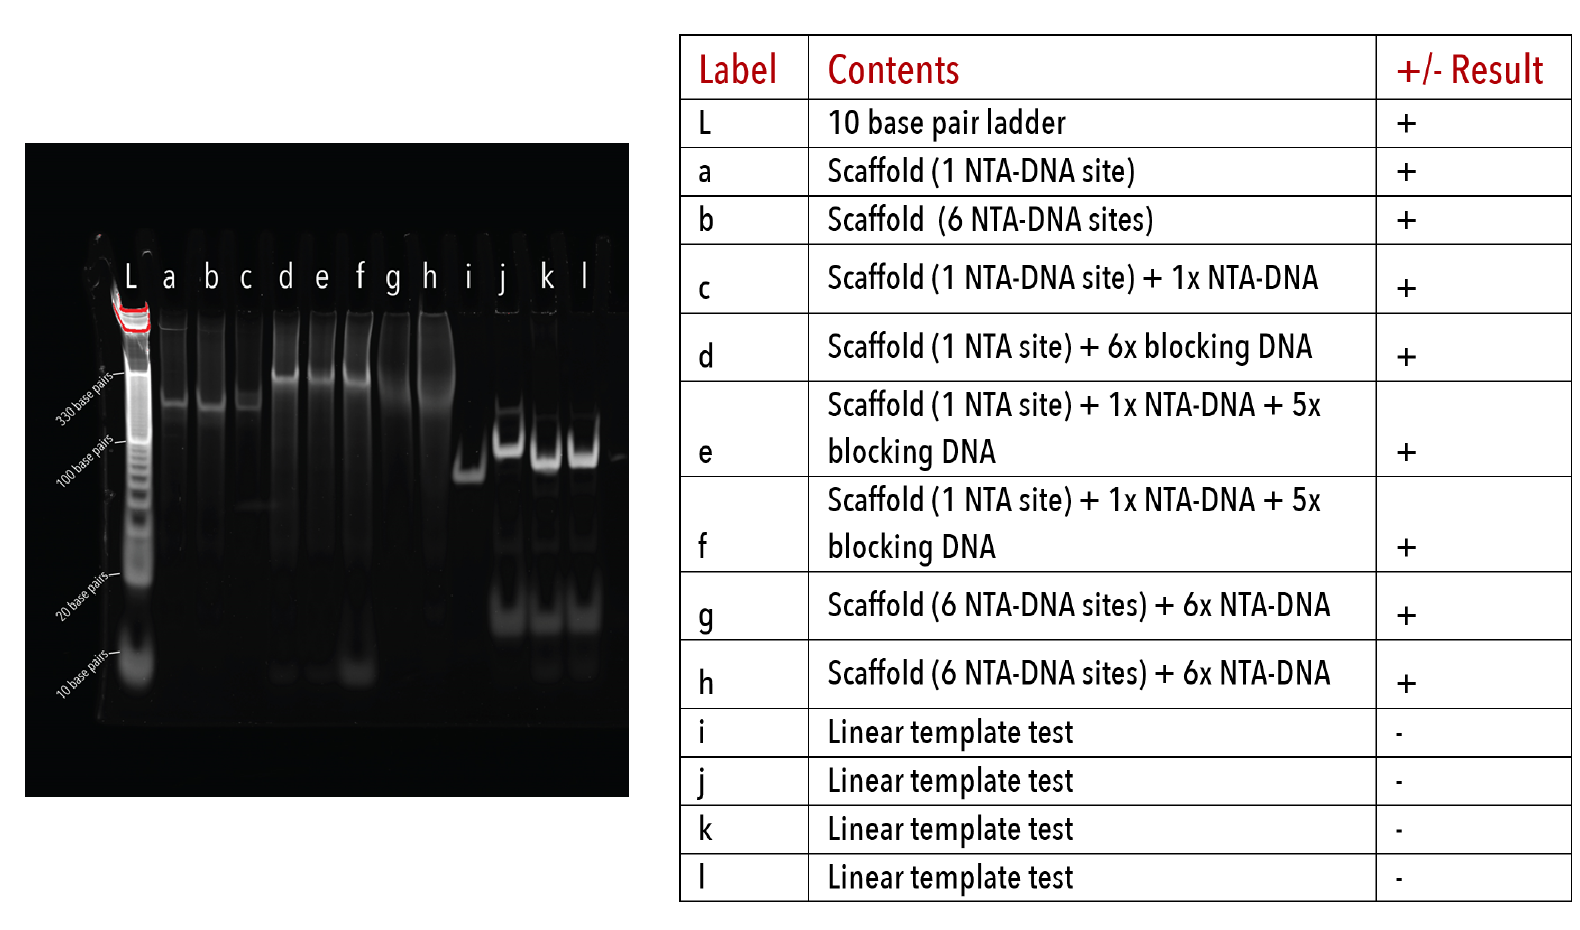 L a b c d e f g h i j k l
330 base pairs
100 base pairs
20 base pairs
10 base pairs
Label Contents +/- Result
L 10 base pair ladder +
a Scaffold (1 NTA-DNA site) +
b Scaffold (6 NTA-DNA sites) +
c Scaffold (1 NTA-DNA site) + 1x NTA-DNA +
d Scaffold (1 NTA site) + 6x blocking DNA +
Scaffold (1 NTA site) + 1x NTA-DNA + 5x
e blocking DNA +
Scaffold (1 NTA site) + 1x NTA-DNA + 5x
f blocking DNA +
g Scaffold (6 NTA-DNA sites) + 6x NTA-DNA +
h Scaffold (6 NTA-DNA sites) + 6x NTA-DNA +
i Linear template test -
j Linear template test -
k Linear template test -
l Linear template test -